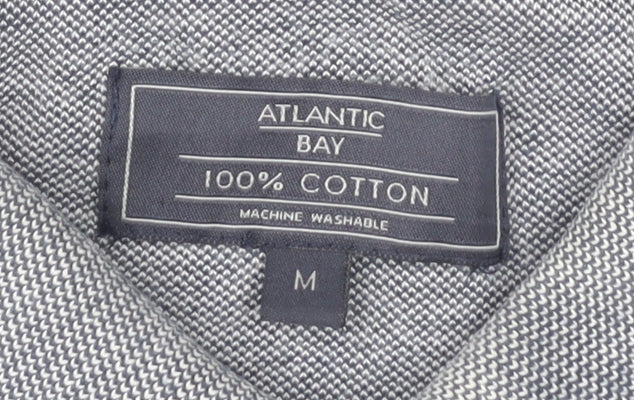 ATLANTIC
BAY
100% COTTON
MACHINE WASHABLE
M